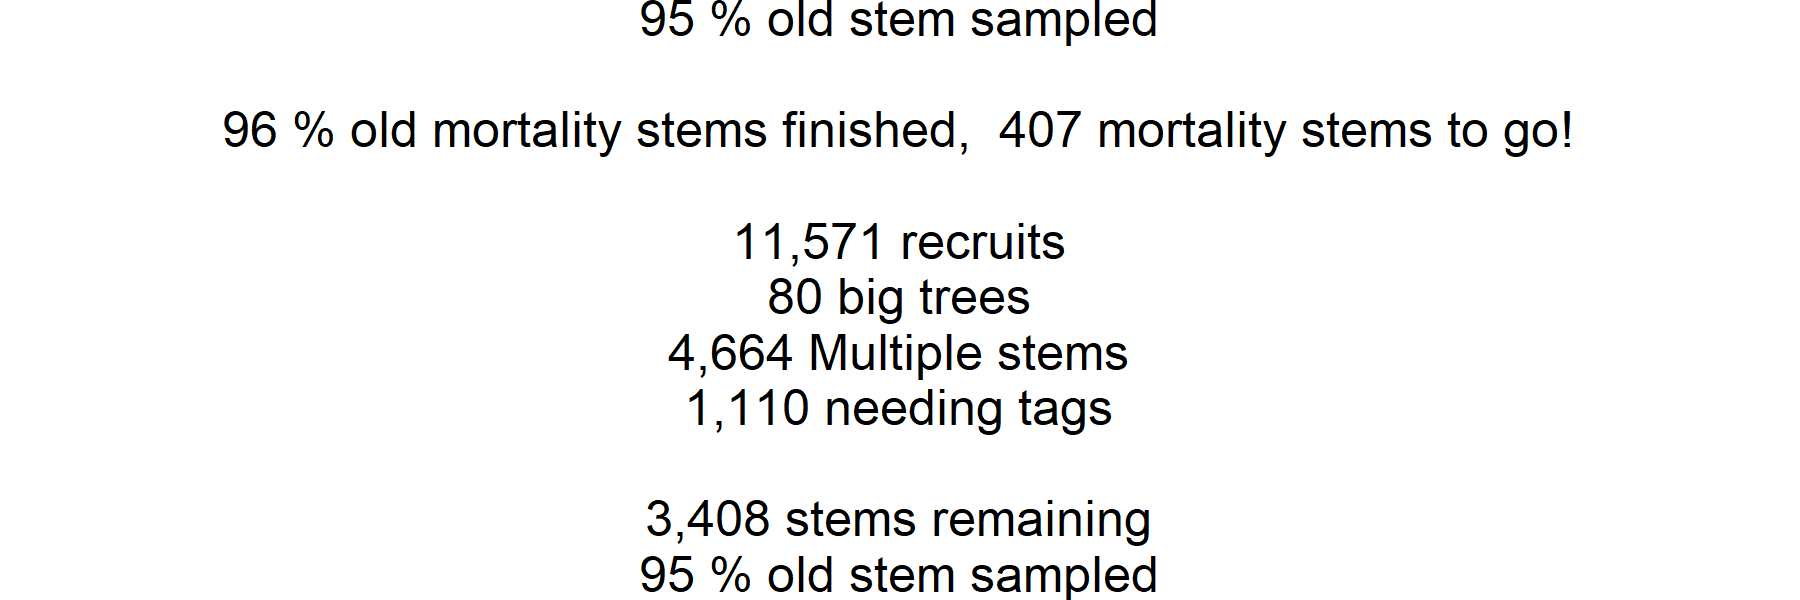 95 % old stem sampled
96 % old mortality stems finished,  407 mortality stems to go!
11,571 recruits
80 big trees
4,664 Multiple stems
1,110 needing tags
3,408 stems remaining
95 % old stem sampled